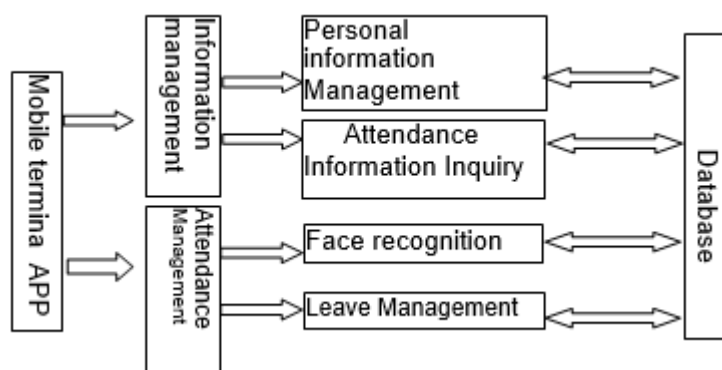 Mobile termina APP
Information
management
Attendance
Management
Personal
information
Management
Attendance
Information Inquiry
Face recognition
Leave Management
Database